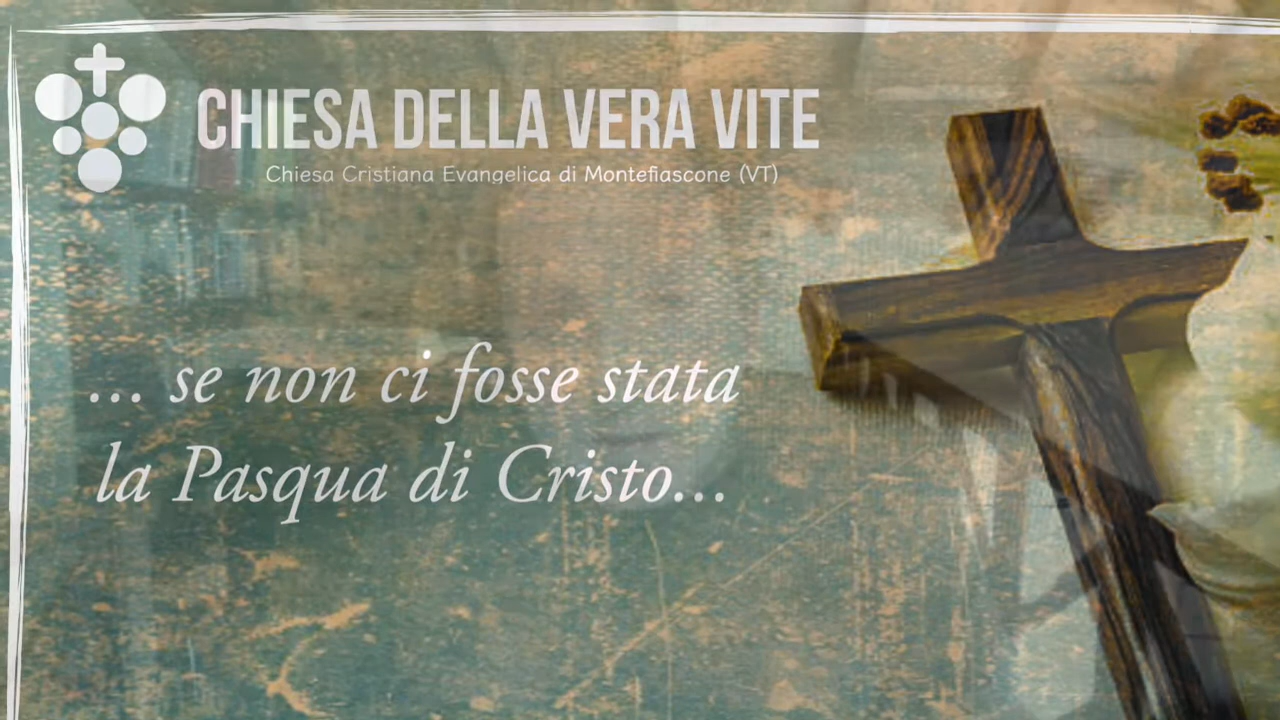 CHIESA DELLA VERA VITE
Chiesa Cristiana Evangelica di Montefiascone (VT)
... se non ci fosse stata
la Pasqua di Cristo...